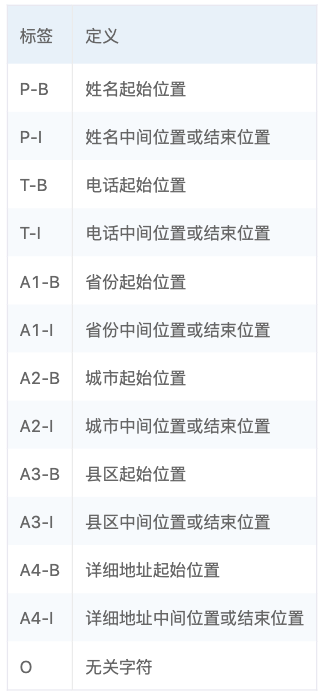 标签 定义
P-B 姓名起始位置
P-I 姓名中间位置或结束位置
T-B 电话起始位置
T-I 电话中间位置或结束位置
A1-B 省份起始位置
A1-I 省份中间位置或结束位置
A2-B 城市起始位置
A2-I 城市中间位置或结束位置
A3-B 县区起始位置
A3-I 县区中间位置或结束位置
A4-B 详细地址起始位置
A4-I 详细地址中间位置或结束位置
O 无关字符